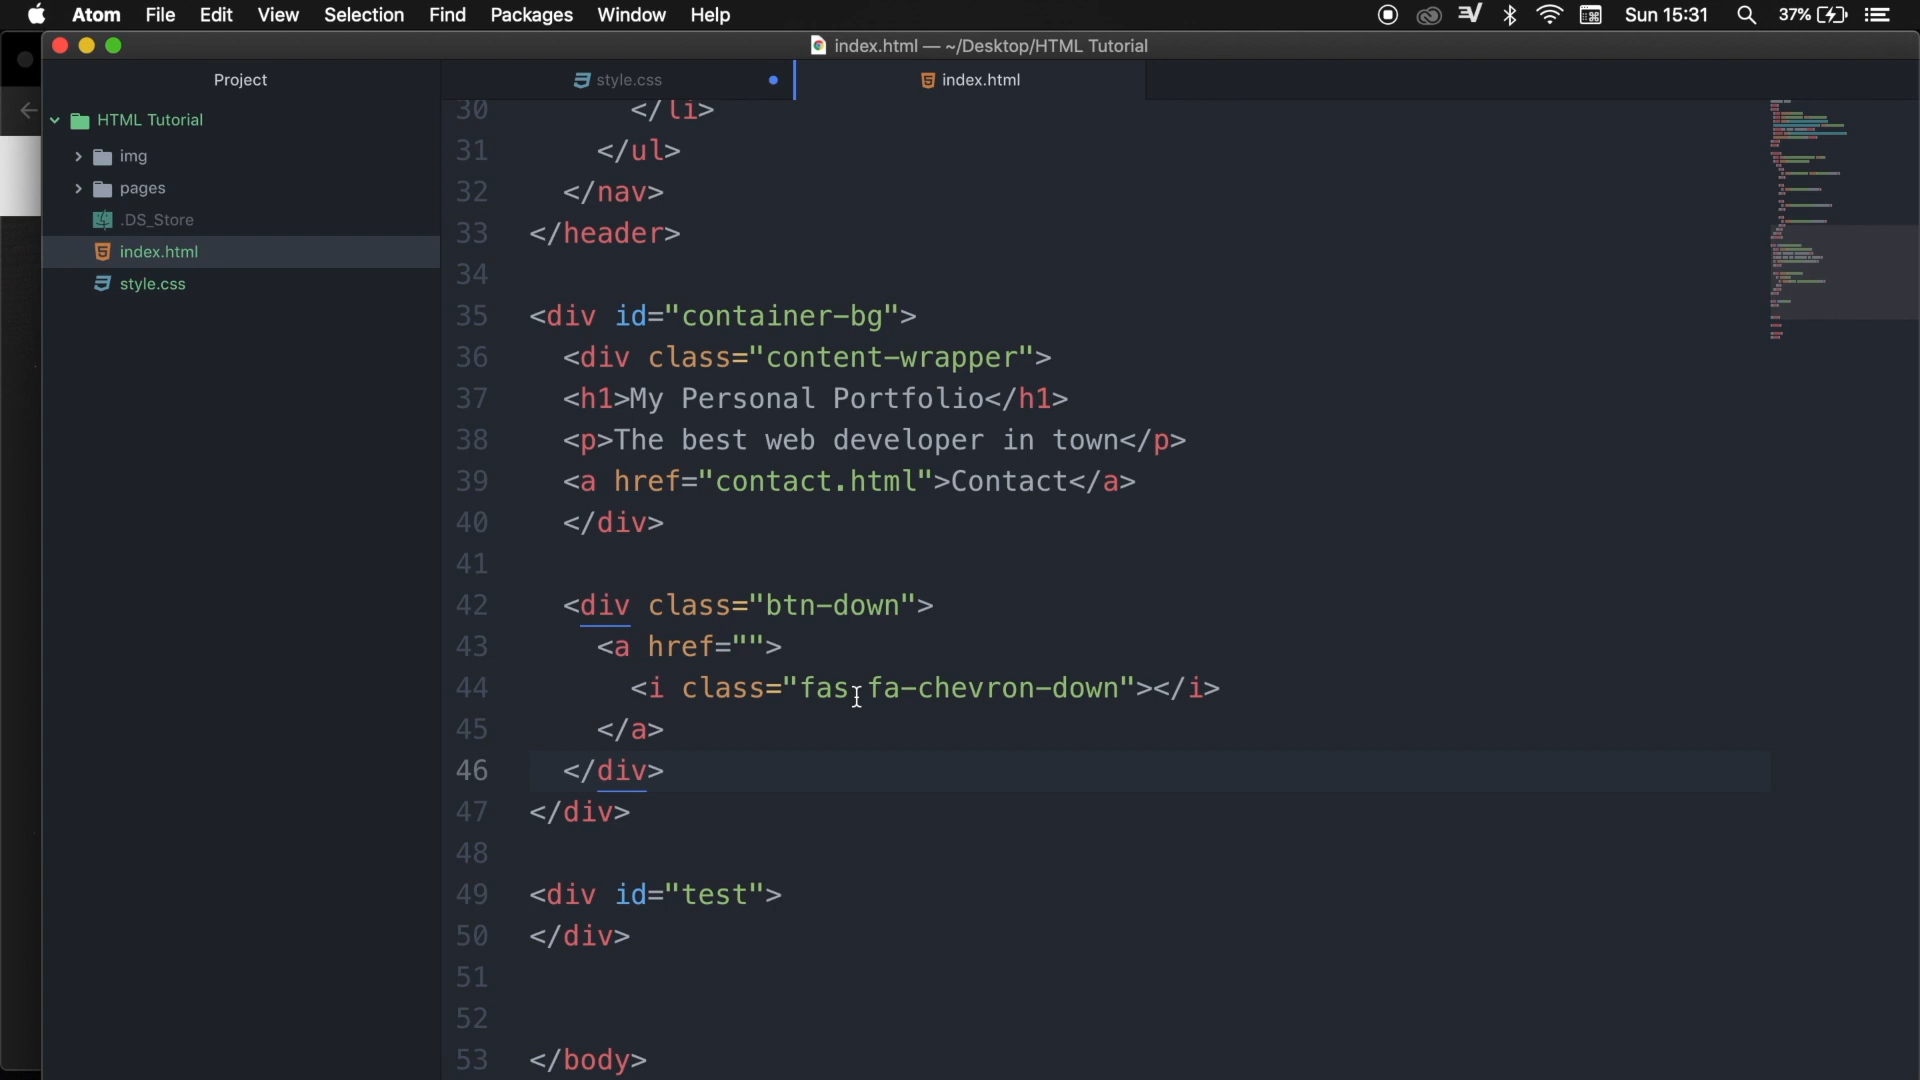 Atom File Edit View Selection Find Packages Window Help Sun 15:31 37%
index.html — ~/Desktop/HTML Tutorial
Project
HTML Tutorial
img
pages
.DS_Store
index.html
style.css
style.css index.html
30 </li>
31 </ul>
32 </nav>
33 </header>
34
35 <div id="container-bg">
36 <div class="content-wrapper">
37 <h1>My Personal Portfolio</h1>
38 <p>The best web developer in town</p>
39 <a href="contact.html">Contact</a>
40 </div>
41
42 <div class="btn-down">
43 <a href="">
44 <i class="fas fa-chevron-down"></i>
45 </a>
46 </div>
47 </div>
48
49 <div id="test">
50 </div>
51
52
53 </body>